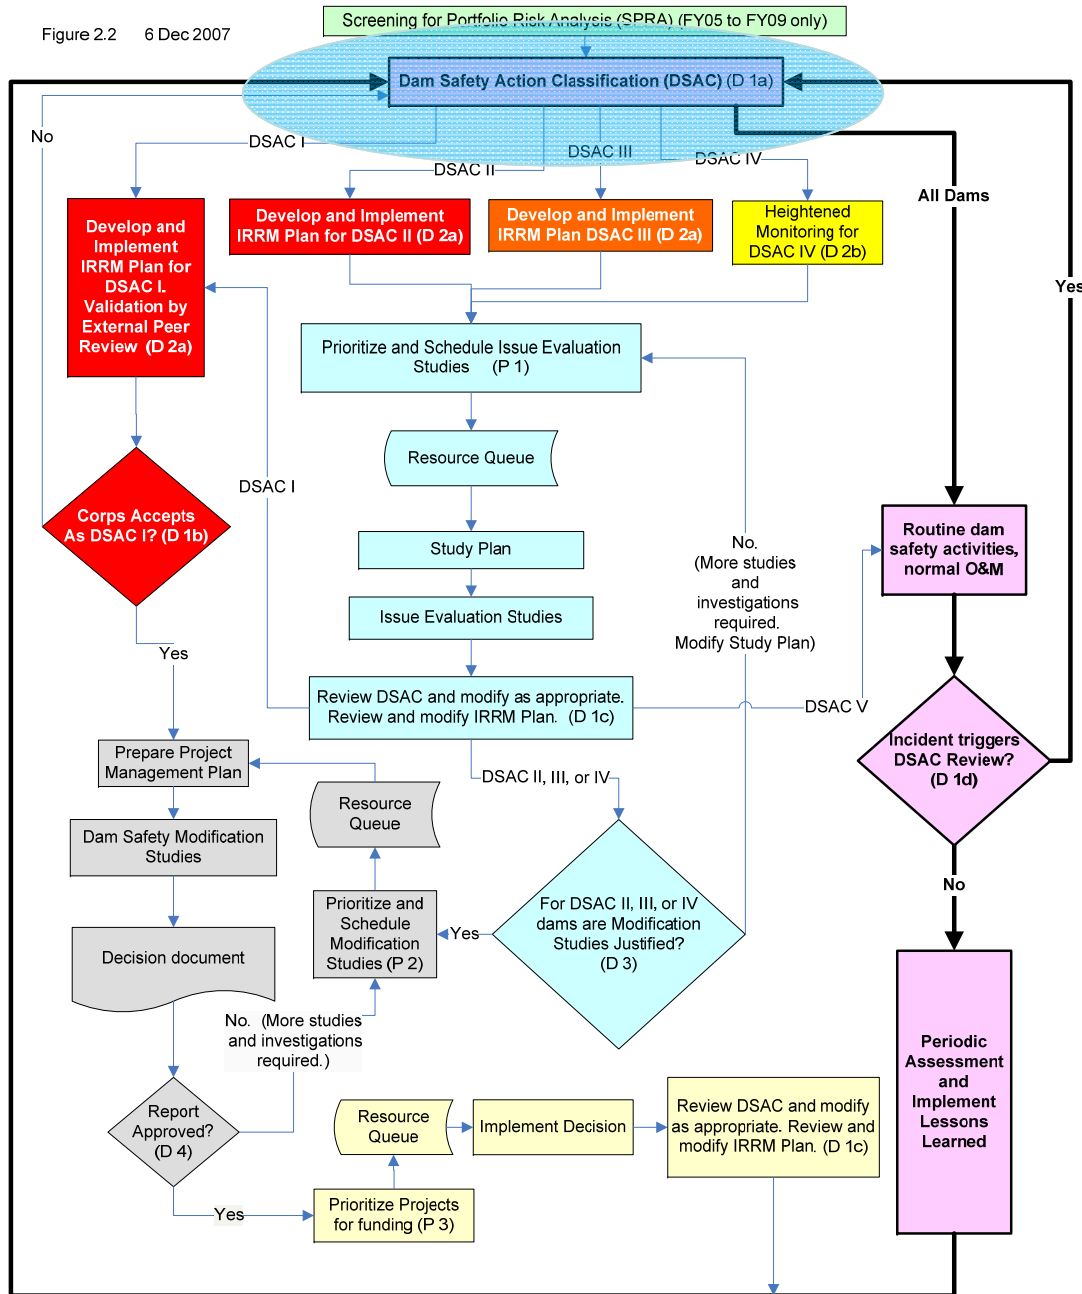 Screening for Portfolio Risk Analysis (SPRA) (FY05 to FY09 only)
Figure 2.2 6 Dec 2007
Dam Safety Action Classification (DSAC) (D 1a)
No
DSAC I
DSAC II
DSAC III
DSAC IV
All Dams
Yes
Develop and
Implement
IRRM Plan for
DSAC I.
Validation by
External Peer
Review (D 2a)
Develop and Implement
IRRM Plan for DSAC II (D 2a)
Develop and Implement
IRRM Plan DSAC III (D 2a)
Heightened
Monitoring for
DSAC IV (D 2b)
Prioritize and Schedule Issue Evaluation
Studies (P 1)
Resource Queue
DSAC I
Corps Accepts
As DSAC I? (D 1b)
Study Plan
No.
(More studies
and
investigations
required.
Modify Study Plan)
Routine dam
safety activities,
normal O&M
Issue Evaluation Studies
Yes
Review DSAC and modify as appropriate.
Review and modify IRRM Plan. (D 1c)
DSAC V
Incident triggers
DSAC Review?
(D 1d)
Prepare Project
Management Plan
DSAC II, III, or IV
Resource
Queue
Dam Safety Modification
Studies
No
Prioritize and
Schedule
Modification
Studies (P 2)
Yes
For DSAC II, III, or IV
dams are Modification
Studies Justified?
(D 3)
Decision document
No. (More studies
and investigations
required.)
Periodic
Assessment
and
Implement
Lessons
Learned
Report
Approved?
(D 4)
Resource
Queue
Implement Decision
Review DSAC and modify
as appropriate. Review and
modify IRRM Plan. (D 1c)
Yes
Prioritize Projects
for funding (P 3)